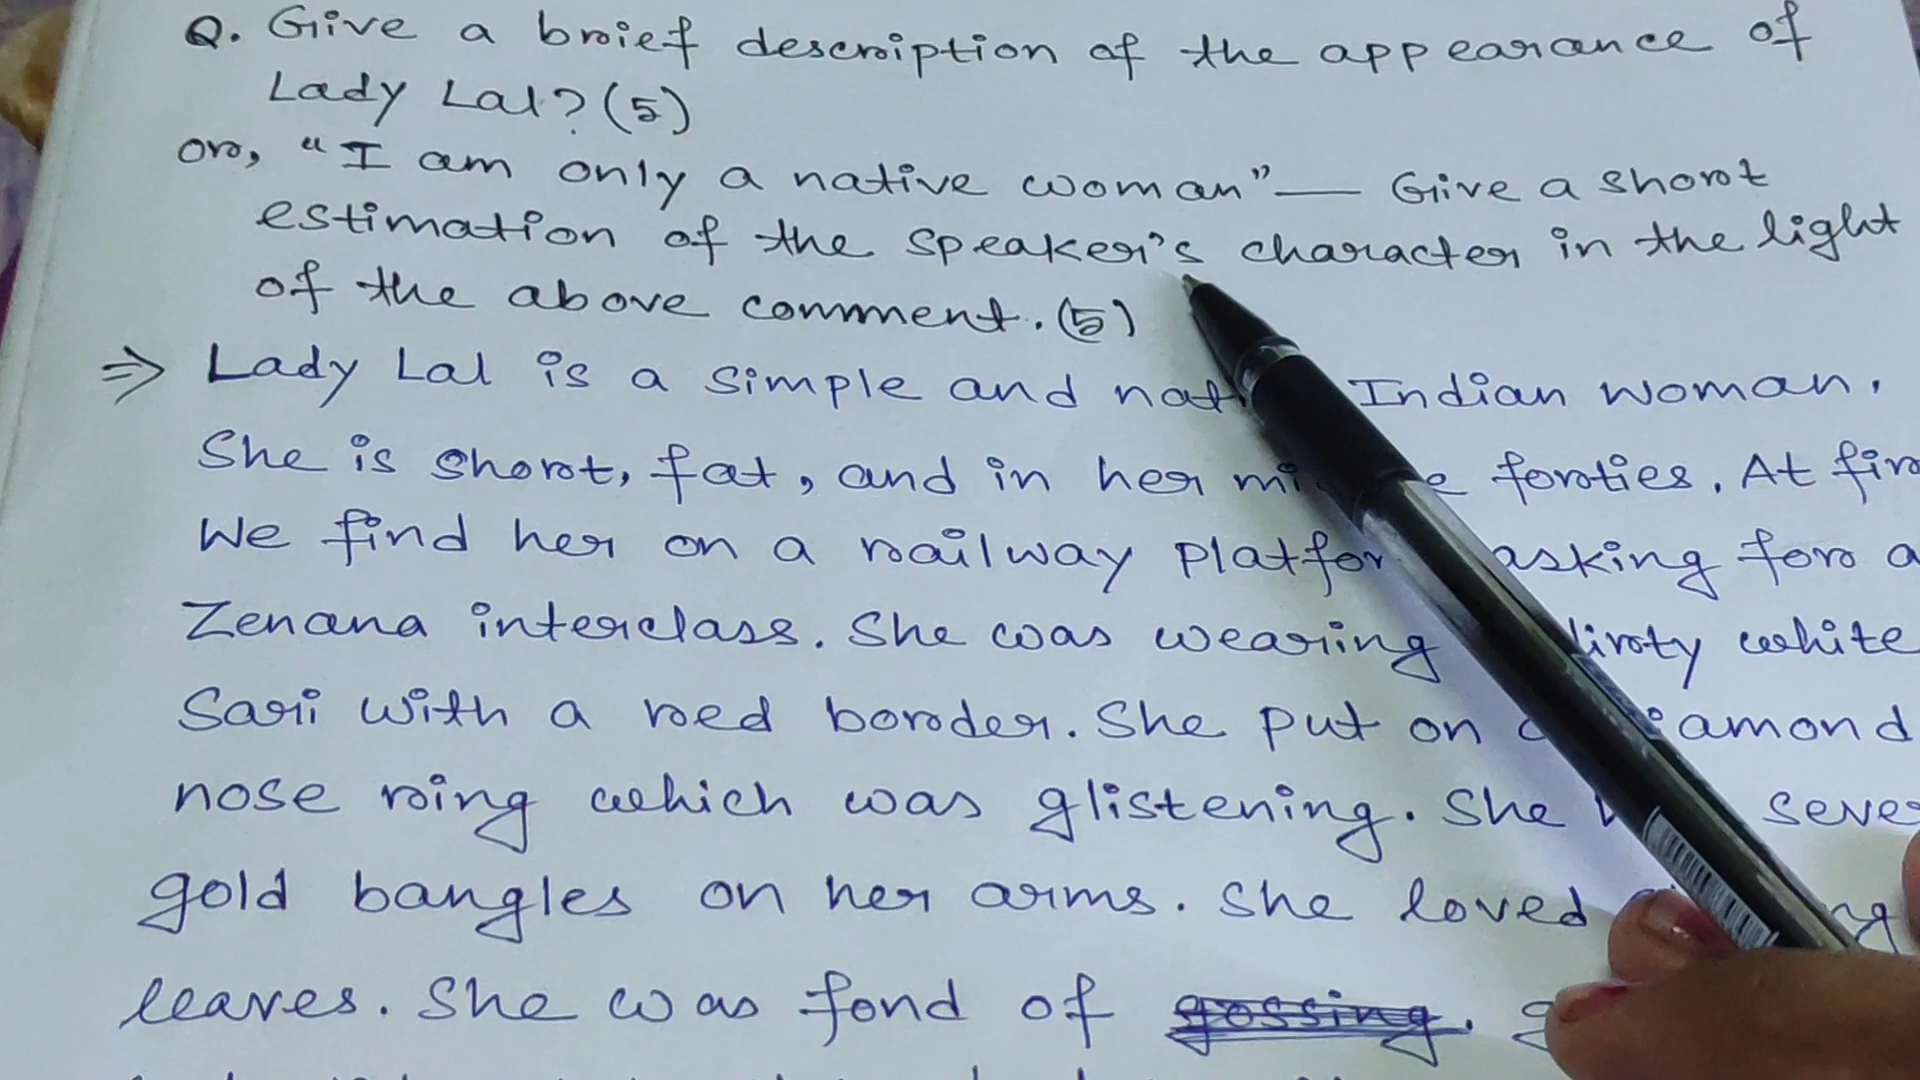 Q. Give a brief description of the appearance of
Lady Lal? (5)
or, "I am only a native woman" — Give a short
estimation of the speaker's character in the light
of the above comment. (5)
⇒ Lady Lal is a simple and Indian woman.
She is short, fat, and in her forties. At
We find her on a railway asking for a
Zenana interclass. She was wearing white
Sari with a red border. She put on
nose ring which was glistening. She
gold bangles on her arms. She loved
leaves. She was fond of